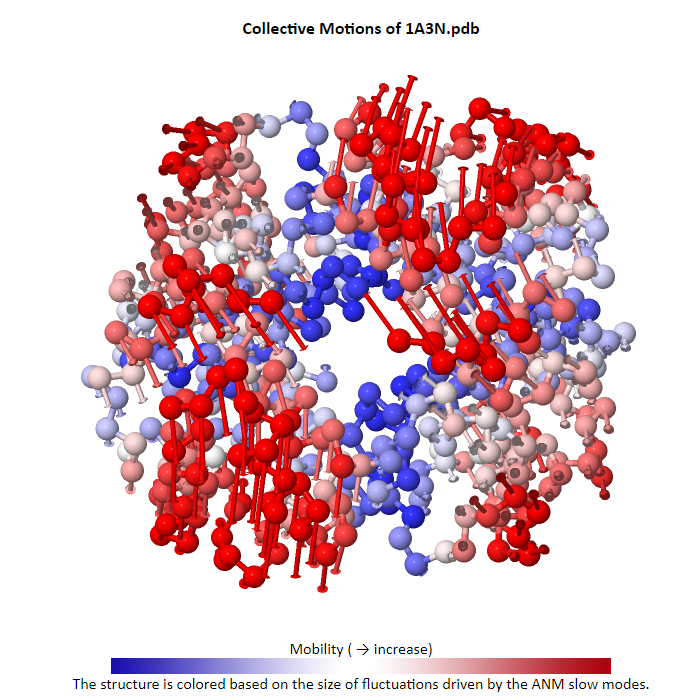 Collective Motions of 1A3N.pdb
Mobility ( → increase)
The structure is colored based on the size of fluctuations driven by the ANM slow modes.